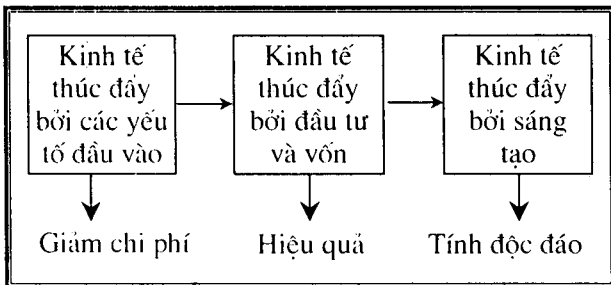 Kinh tế
thúc đẩy
bởi các yếu
tố đầu vào
Kinh tế
thúc đẩy
bởi đầu tư
và vốn
Kinh tế
thúc đẩy
bởi sáng
tạo
Giảm chi phí
Hiệu quả
Tính độc đáo